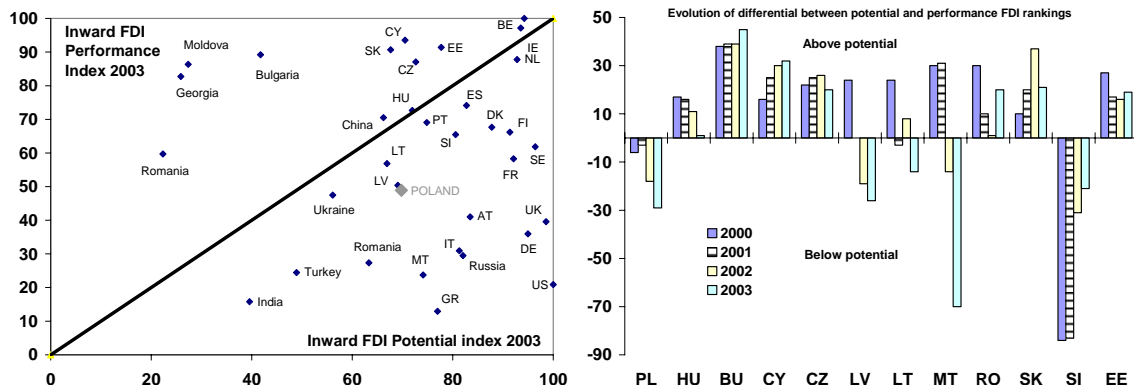 Inward FDI
Performance
Index 2003
100
90
80
70
60
50
40
30
20
10
0
0 20 40 60 80 100
Inward FDI Potential index 2003
Moldova
Georgia
Bulgaria
Romania
CY
SK
CZ
EE
BE
IE
NL
HU
China
PT
ES
DK
FI
SI
SE
FR
LT
LV
POLAND
Ukraine
AT
UK
DE
IT
Russia
Romania
MT
Turkey
India
GR
US
Evolution of differential between potential and performance FDI rankings
Above potential
50
30
10
-10
-30
-50
-70
-90
2000
2001
2002
2003
Below potential
PL HU BU CY CZ LV LT MT RO SK SI EE